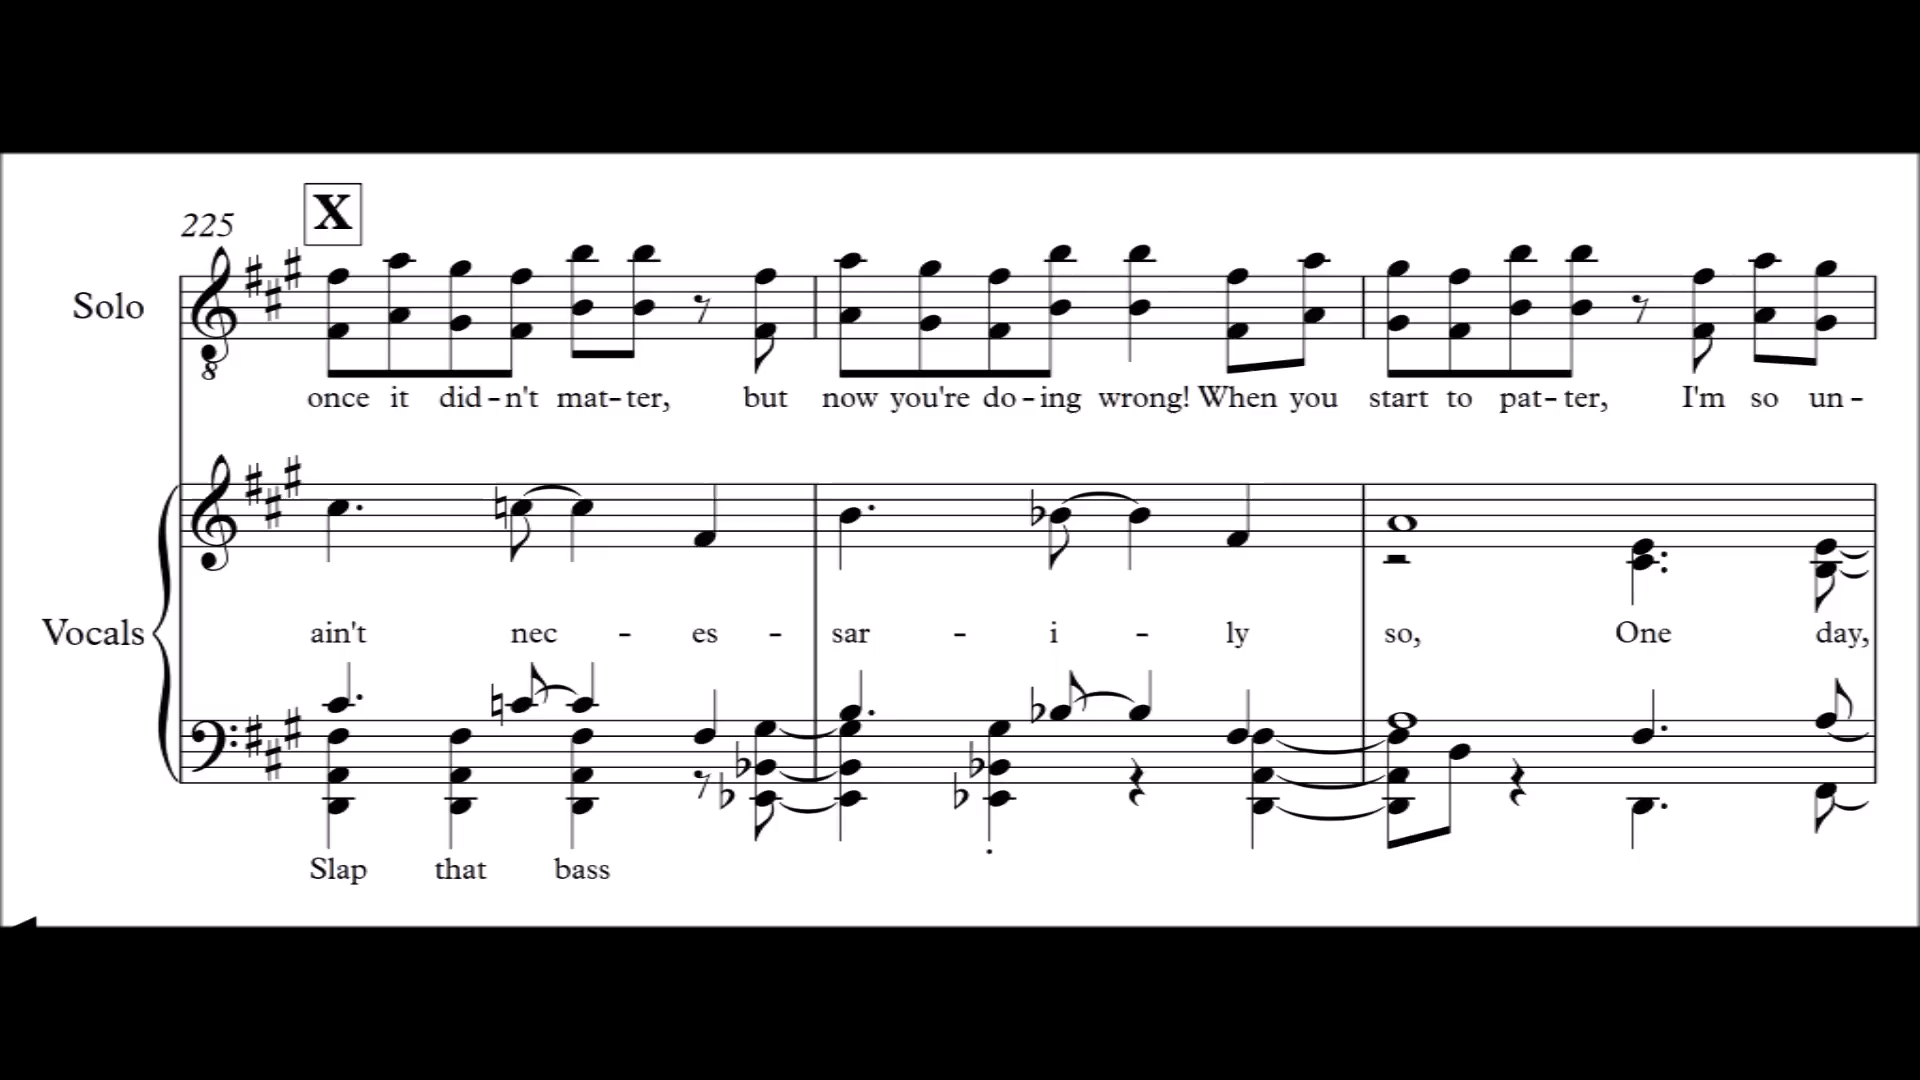 225
X
Solo
8
once it did-n't mat-ter, but now you're do-ing wrong! When you start to pat-ter, I'm so un-
Vocals
ain't nec - es - sar - i - ly so, One day,
Slap that bass